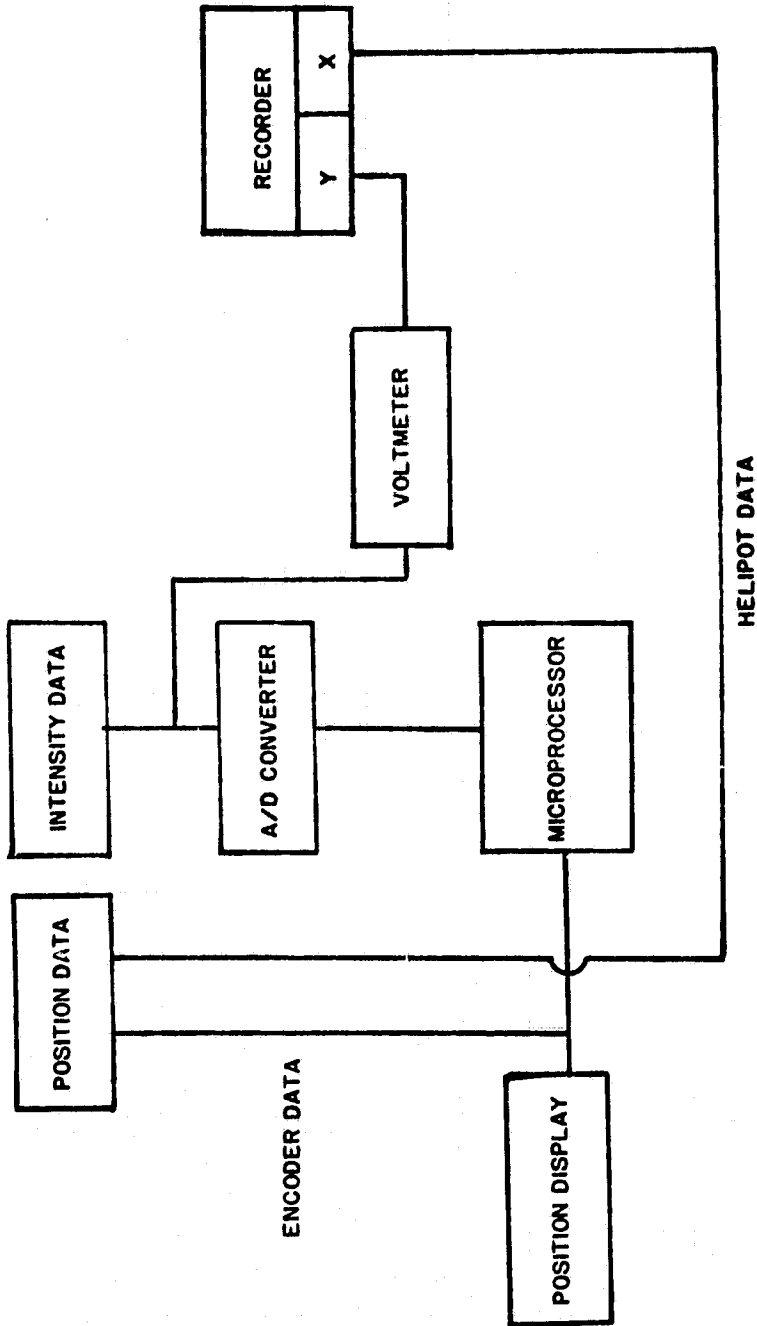 POSITION DATA
INTENSITY DATA
RECORDER
Y
X
ENCODER DATA
A/D CONVERTER
VOLTMETER
POSITION DISPLAY
MICROPROCESSOR
HELIPOT DATA